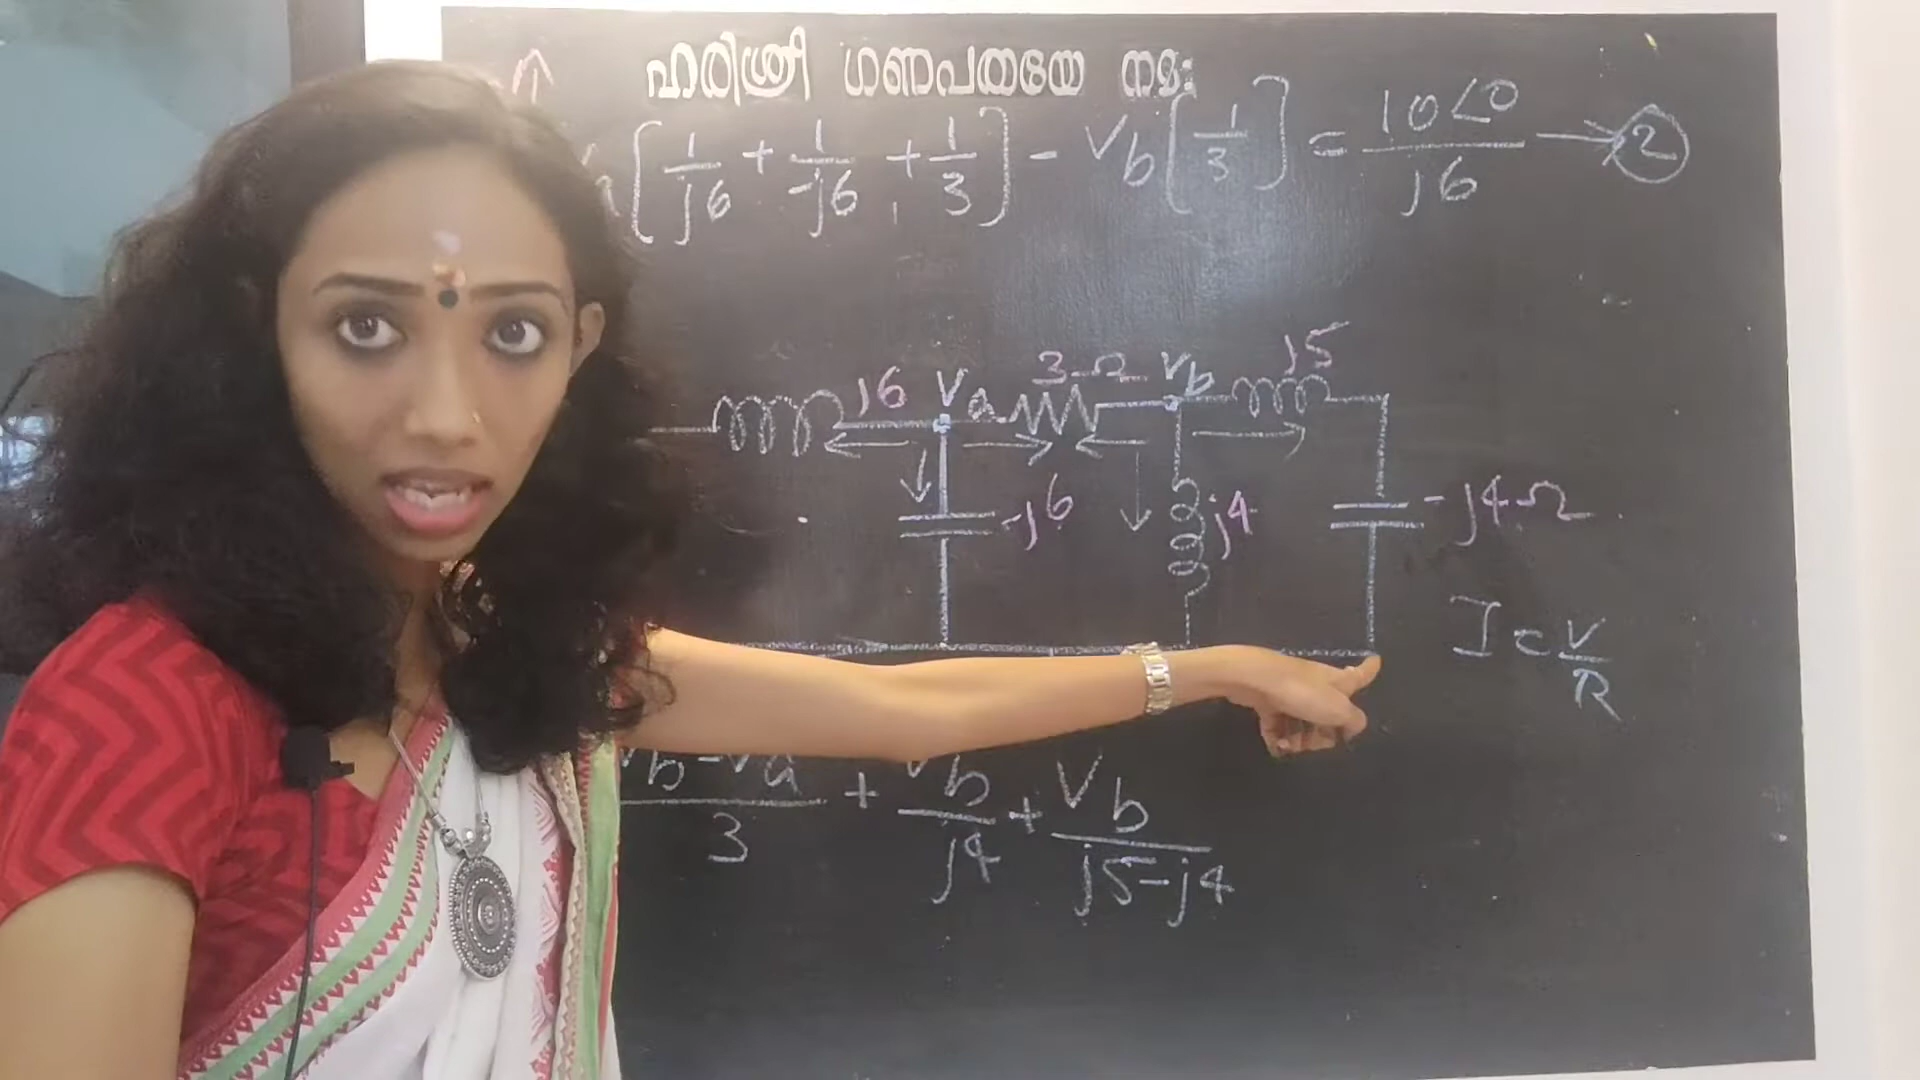 ഹരിശ്രീ ഗണപതയേ നമഃ
[1/j6 + 1/-j6 + 1/3] - Vb [1/3] = 10∠0/j6 → ②
j6 Va 3Ω Vb j5
-j6 j4 -j4Ω
I = V/R
Vb-Va/3 + Vb/j4 + Vb/j5-j4